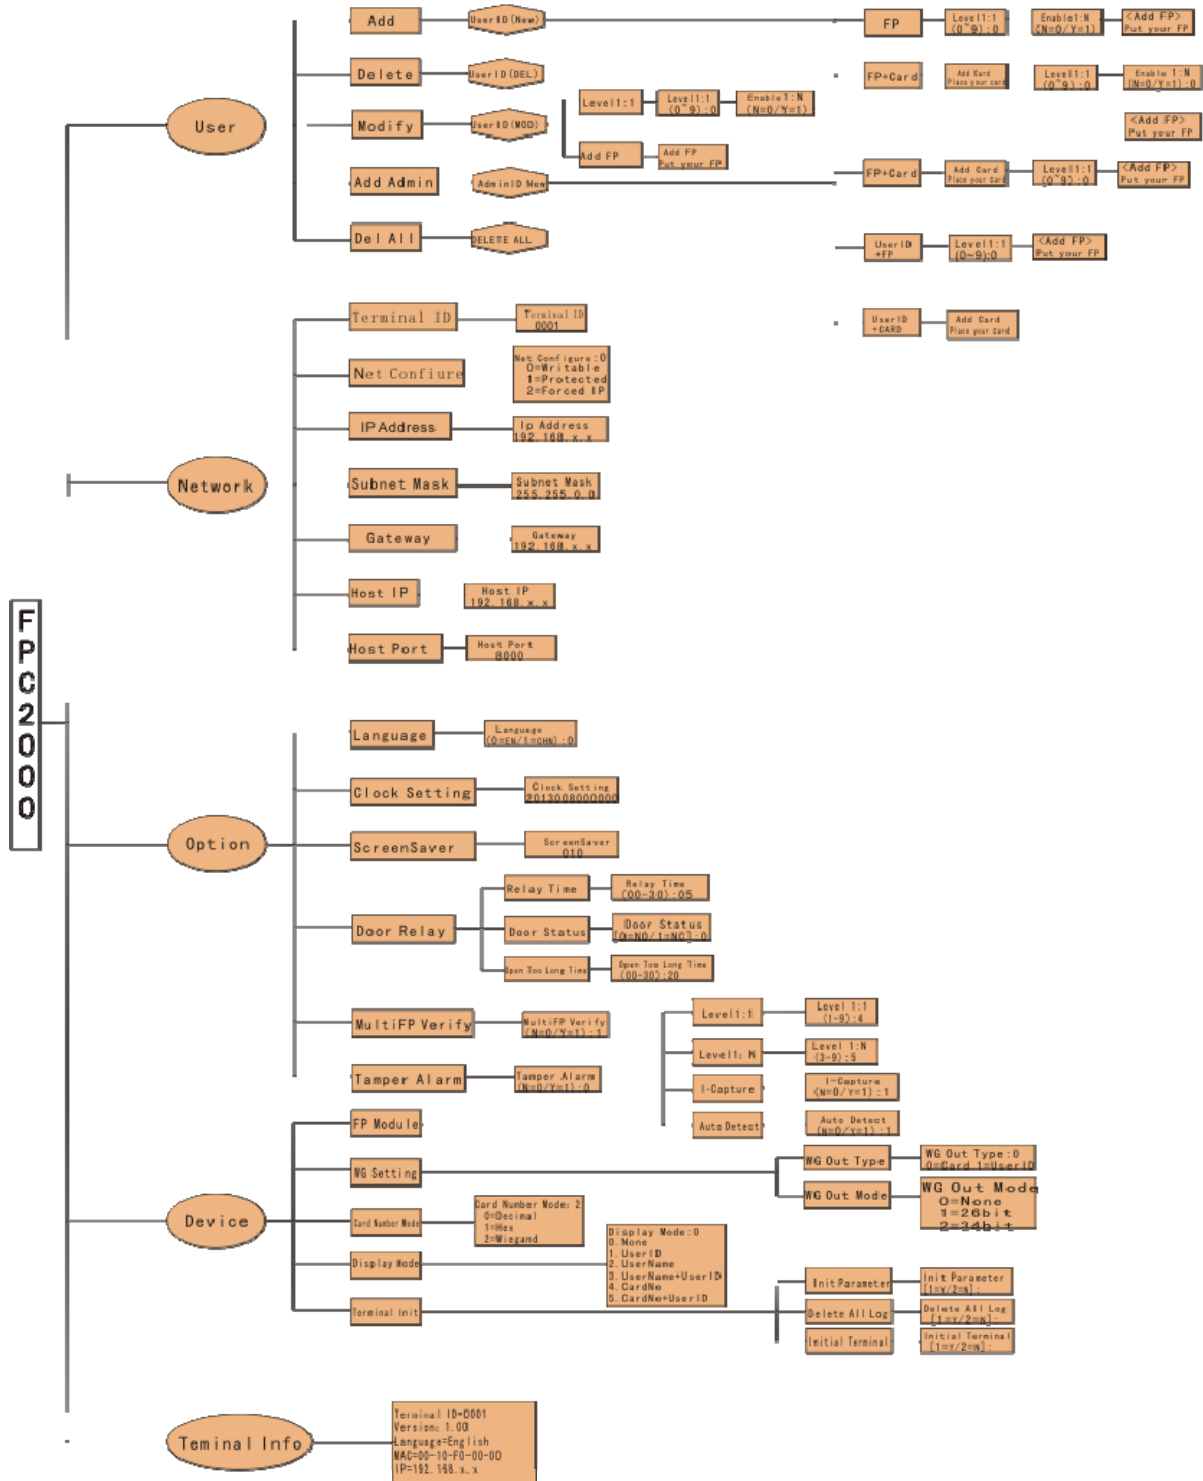 FPC2000
User
Add
UserID(New)
FP
Level1:1
(0~9):0
Enable1:N
(N=0/Y=1)
<Add FP>
Put your FP
Delete
UserID(DEL)
FP+Card
Add Card
Place your Card
Level1:1
(0~9):0
Enable 1:N
(N=0/Y=1):0
<Add FP>
Put your FP
Modify
UserID(MOD)
Level1:1
Level1:1
(0~9):0
Enable1:N
(N=0/Y=1)
Add FP
Add FP
Put your FP
Add Admin
AdminID New
FP+Card
Add Card
Place your Card
Level1:1
(0~9):0
<Add FP>
Put your FP
Del All
DELETE ALL
UserID
+FP
Level1:1
(0~9):0
<Add FP>
Put your FP
UserID
+CARD
Add Card
Place your Card
Network
Terminal ID
Terminal ID
0001
Net Confiure
Net Configure:0
0=Writable
1=Protected
2=Forced IP
IP Address
Ip Address
192.168.x.x
Subnet Mask
Subnet Mask
255.255.0.0
Gateway
Gateway
192.168.x.x
Host IP
Host IP
192.168.x.x
Host Port
Host Port
8000
Option
Language
Language
(0=EN/1=CHN):0
Clock Setting
Clock Setting
ScreenSaver
ScreenSaver
010
Door Relay
Relay Time
Relay Time
(00-30):05
Door Status
Door Status
[0=NO/1=NC]:0
Open Too Long Time
Open Too Long Time
(00-30):20
MultiFP Verify
MultiFP Verify
(N=0/Y=1):1
Tamper Alarm
Tamper Alarm
(N=0/Y=1):0
Level1:1
Level 1:1
(1-9):4
Level1: N
Level 1:N
(3-9):5
I-Capture
I-Capture
(N=0/Y=1):1
Auto Detect
Auto Detect
(N=0/Y=1):1
Device
FP Module
WG Setting
WG Out Type
WG Out Type:0
0=Card 1=UserID
WG Out Mode
WG Out Mode
0=None
1=26bit
2=34bit
Card Number Mode
Card Number Mode: 2
0=Decimal
1=Hex
2=Wiegand
Display Mode
Display Mode:0
0. None
1. UserID
2. UserName
3. UserName+UserID
4. CardNo
5. CardNo+UserID
Terminal Init
Init Parameter
Init Parameter
[1=Y/2=N]:
Delete All Log
Delete All Log
[1=Y/2=N]:
Initial Terminal
Initial Terminal
[1=Y/2=N]:
Teminal Info
Terminal ID=0001
Version: 1.00
Language=English
MAC=00-10-F0-00-0D
IP=192.168.x.x